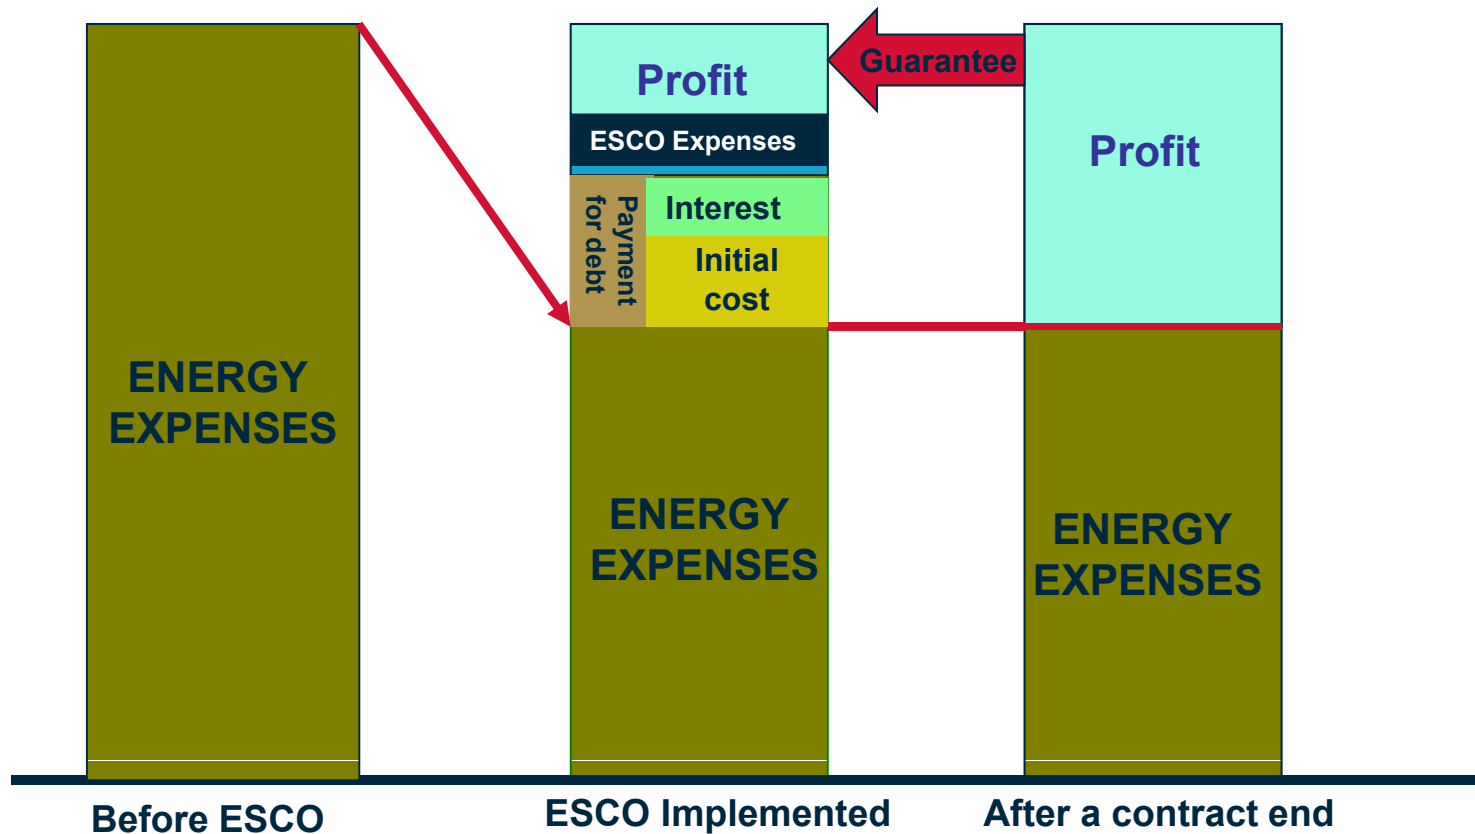 ENERGY
EXPENSES
Before ESCO
Profit
ESCO Expenses
Payment
for debt
Interest
Initial
cost
ENERGY
EXPENSES
ESCO Implemented
Guarantee
Profit
ENERGY
EXPENSES
After a contract end